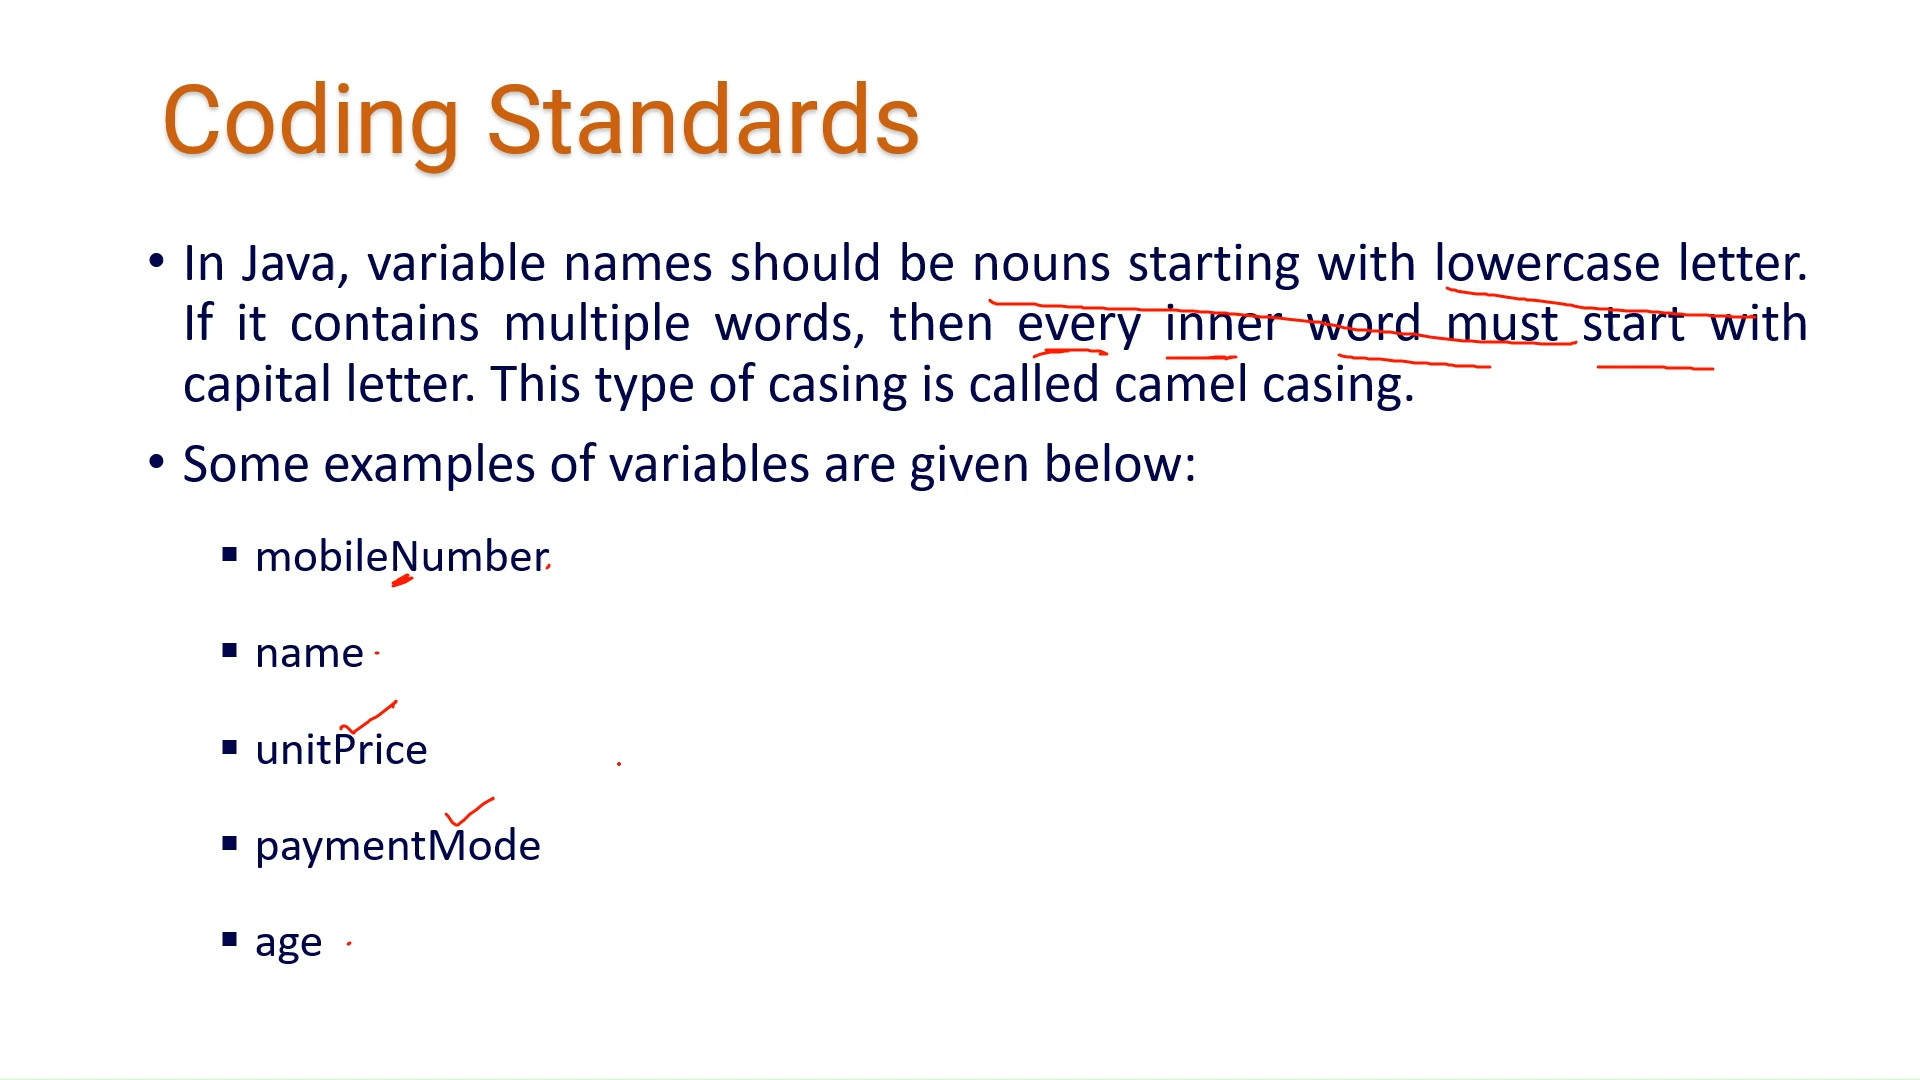 Coding Standards
• In Java, variable names should be nouns starting with lowercase letter.
If it contains multiple words, then every inner word must start with
capital letter. This type of casing is called camel casing.
• Some examples of variables are given below:
▪ mobileNumber
▪ name
▪ unitPrice
▪ paymentMode
▪ age